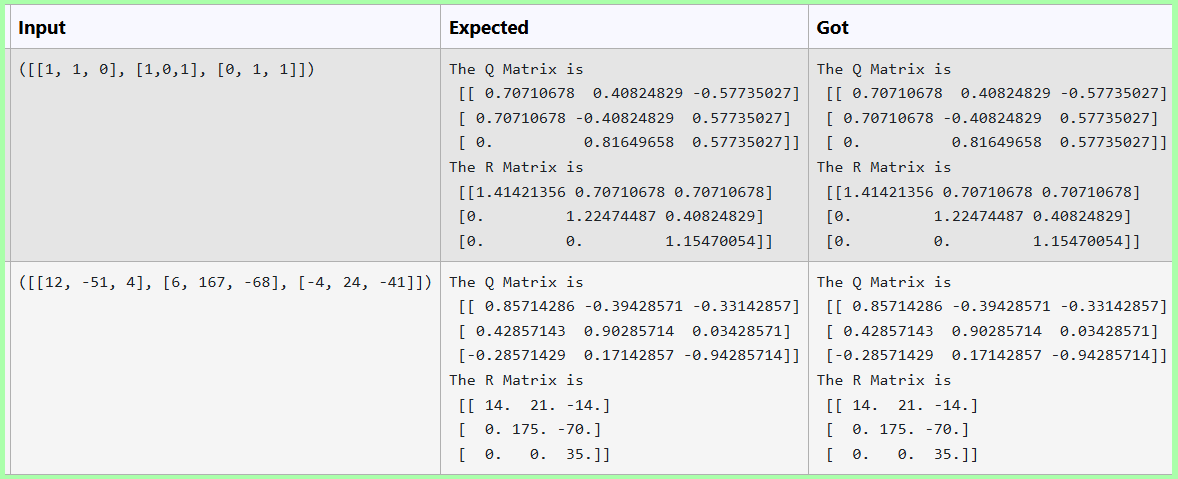 Input Expected Got
([[1, 1, 0], [1,0,1], [0, 1, 1]])
The Q Matrix is
[[ 0.70710678  0.40824829 -0.57735027]
[ 0.70710678 -0.40824829  0.57735027]
[ 0.          0.81649658  0.57735027]]
The R Matrix is
[[1.41421356 0.70710678 0.70710678]
[0.         1.22474487 0.40824829]
[0.         0.         1.15470054]]
The Q Matrix is
[[ 0.70710678  0.40824829 -0.57735027]
[ 0.70710678 -0.40824829  0.57735027]
[ 0.          0.81649658  0.57735027]]
The R Matrix is
[[1.41421356 0.70710678 0.70710678]
[0.         1.22474487 0.40824829]
[0.         0.         1.15470054]]
([[12, -51, 4], [6, 167, -68], [-4, 24, -41]])
The Q Matrix is
[[ 0.85714286 -0.39428571 -0.33142857]
[ 0.42857143  0.90285714  0.03428571]
[-0.28571429  0.17142857 -0.94285714]]
The R Matrix is
[[ 14.  21. -14.]
[  0. 175. -70.]
[  0.   0.  35.]]
The Q Matrix is
[[ 0.85714286 -0.39428571 -0.33142857]
[ 0.42857143  0.90285714  0.03428571]
[-0.28571429  0.17142857 -0.94285714]]
The R Matrix is
[[ 14.  21. -14.]
[  0. 175. -70.]
[  0.   0.  35.]]